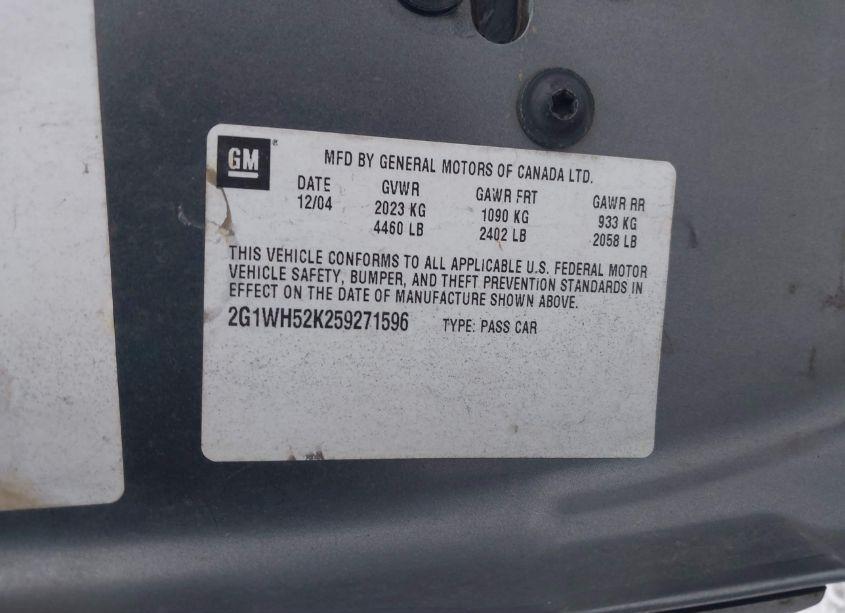 GM ®
MFD BY GENERAL MOTORS OF CANADA LTD.
DATE GVWR GAWR FRT GAWR RR
12/04 2023 KG 1090 KG 933 KG
4460 LB 2402 LB 2058 LB
THIS VEHICLE CONFORMS TO ALL APPLICABLE U.S. FEDERAL MOTOR
VEHICLE SAFETY, BUMPER, AND THEFT PREVENTION STANDARDS IN
EFFECT ON THE DATE OF MANUFACTURE SHOWN ABOVE.
2G1WH52K259271596 TYPE: PASS CAR